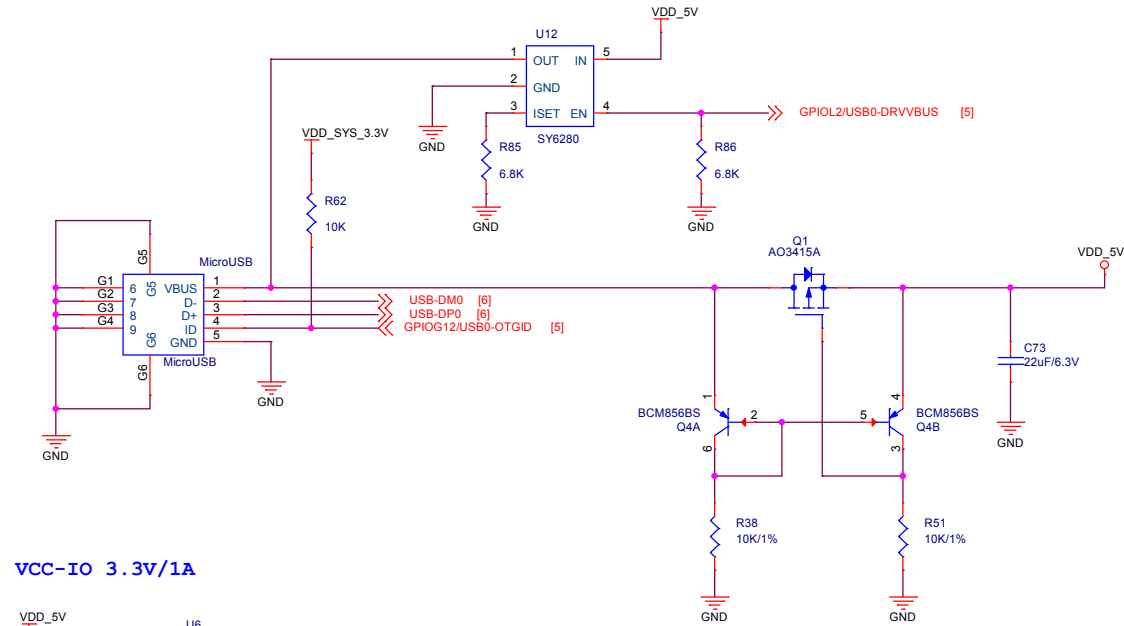 VDD_5V
U12
1 OUT IN 5
2 GND
3 ISET EN 4
SY6280
GPIOL2/USB0-DRVVBUS [5]
GND
VDD_SYS_3.3V
R85
6.8K
R86
6.8K
GND
GND
R62
10K
MicroUSB
G5
G5
G1 6 VBUS 1
G2 7 D- 2
G3 8 D+ 3
G4 9 ID 4
GND 5
G6
G6
MicroUSB
USB-DM0 [6]
USB-DP0 [6]
GPIOG12/USB0-OTGID [5]
GND
GND
Q1
AO3415A
VDD_5V
C73
22uF/6.3V
GND
1
BCM856BS
Q4A
2
6
4
5
BCM856BS
Q4B
3
R38
10K/1%
R51
10K/1%
GND
GND
VCC-IO 3.3V/1A
VDD_5V
U6